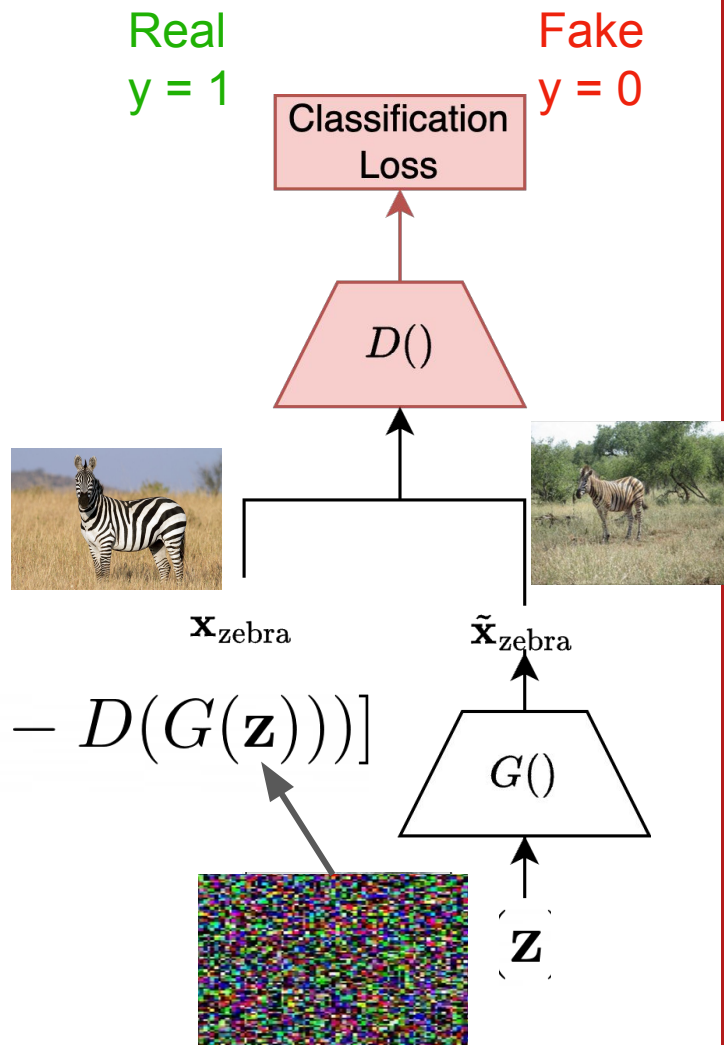 Real
y = 1
Fake
y = 0
Classification
Loss
D()
x_zebra
x̃_zebra
− D(G(z)))]
G()
z